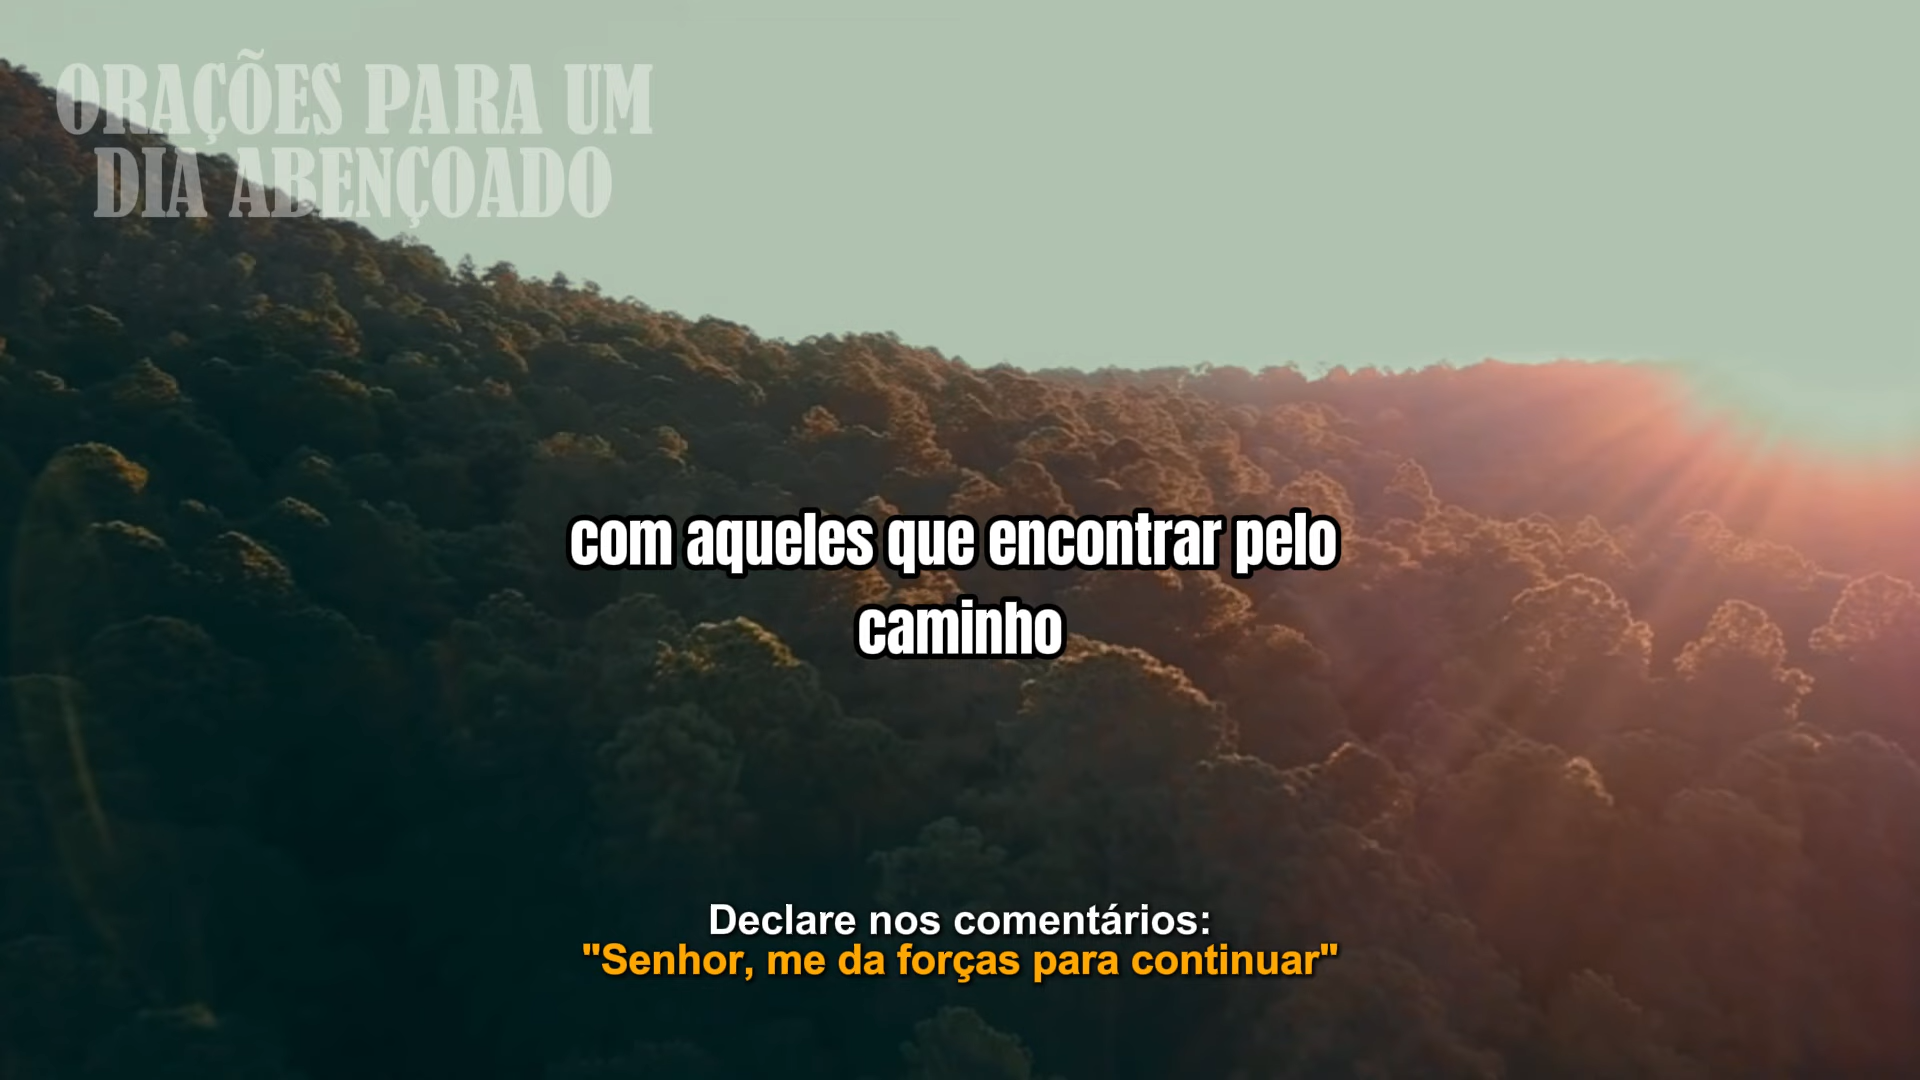 ORAÇÕES PARA UM
DIA ABENÇOADO
com aqueles que encontrar pelo
caminho
Declare nos comentários:
"Senhor, me da forças para continuar"